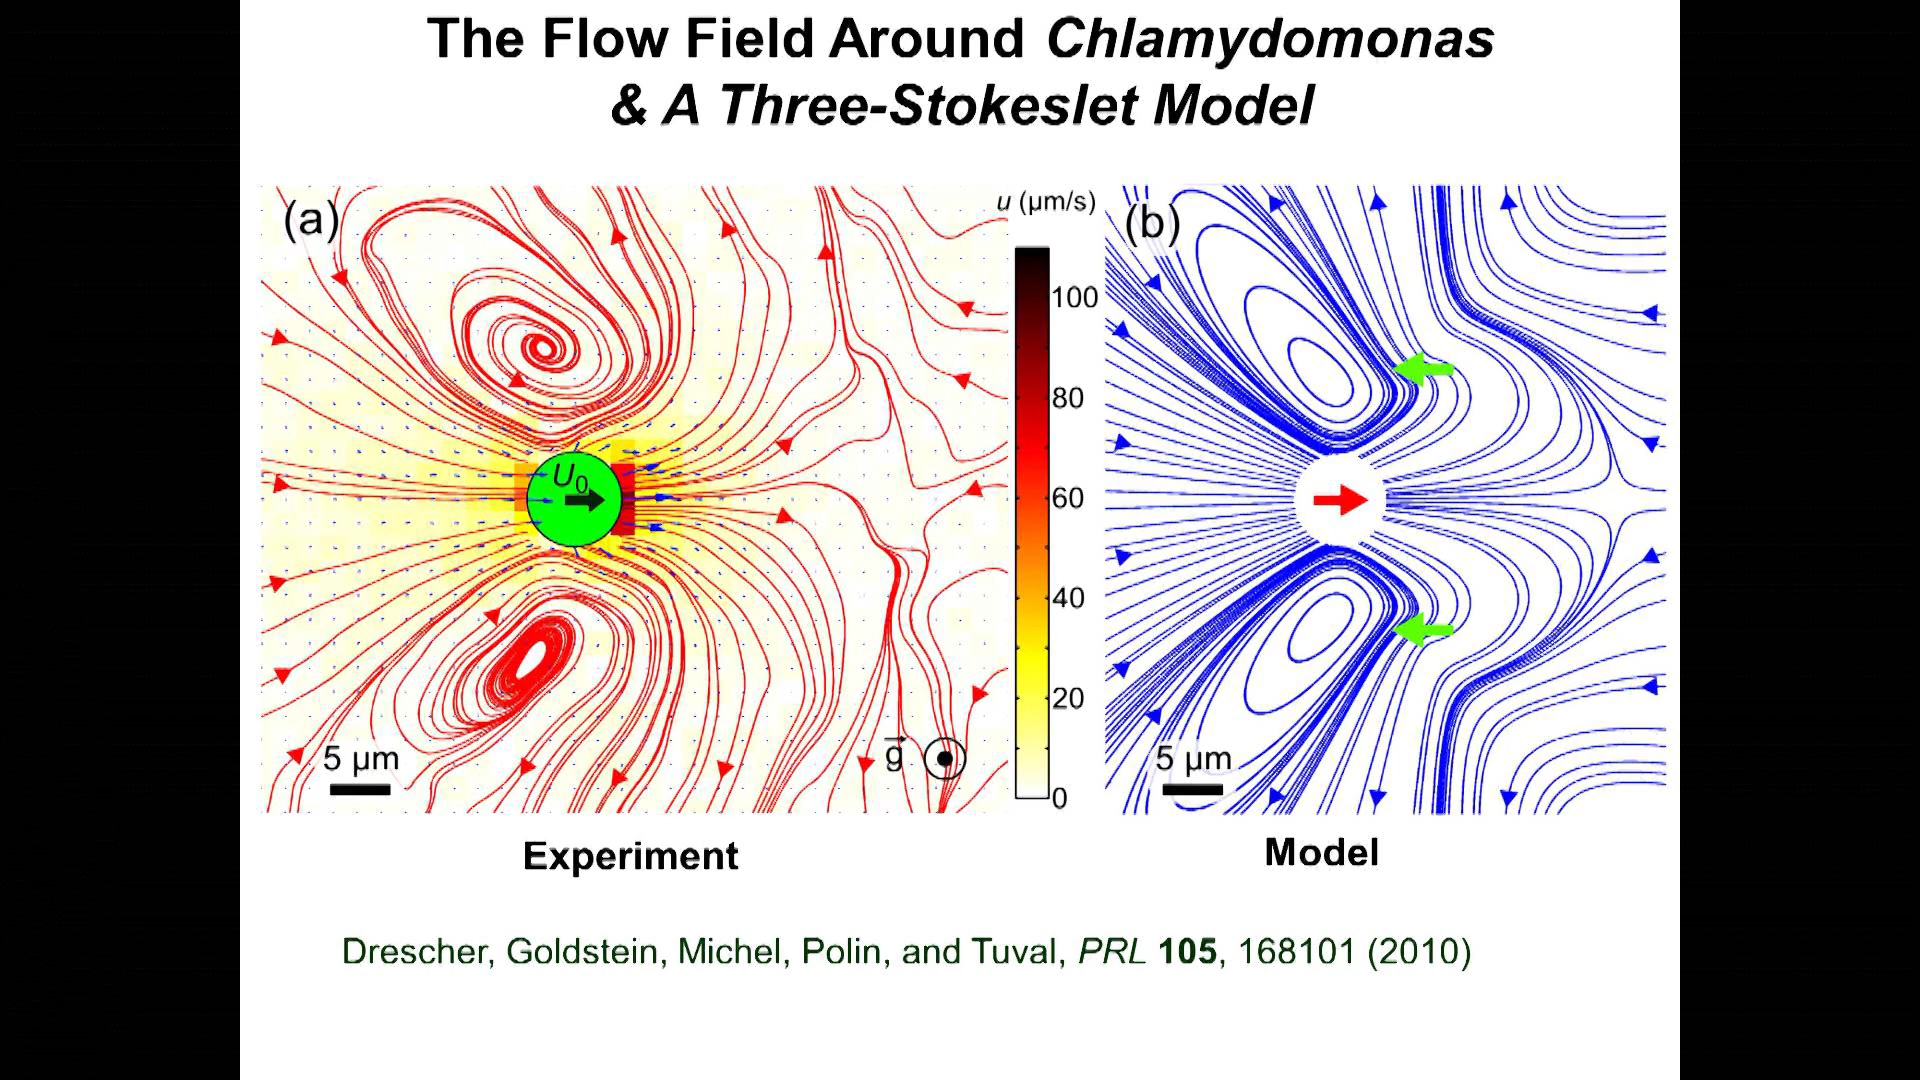 The Flow Field Around Chlamydomonas
& A Three-Stokeslet Model
(a)
u (µm/s)
(b)
100
80
60
40
20
0
U0
g
5 µm
5 µm
Experiment
Model
Drescher, Goldstein, Michel, Polin, and Tuval, PRL 105, 168101 (2010)